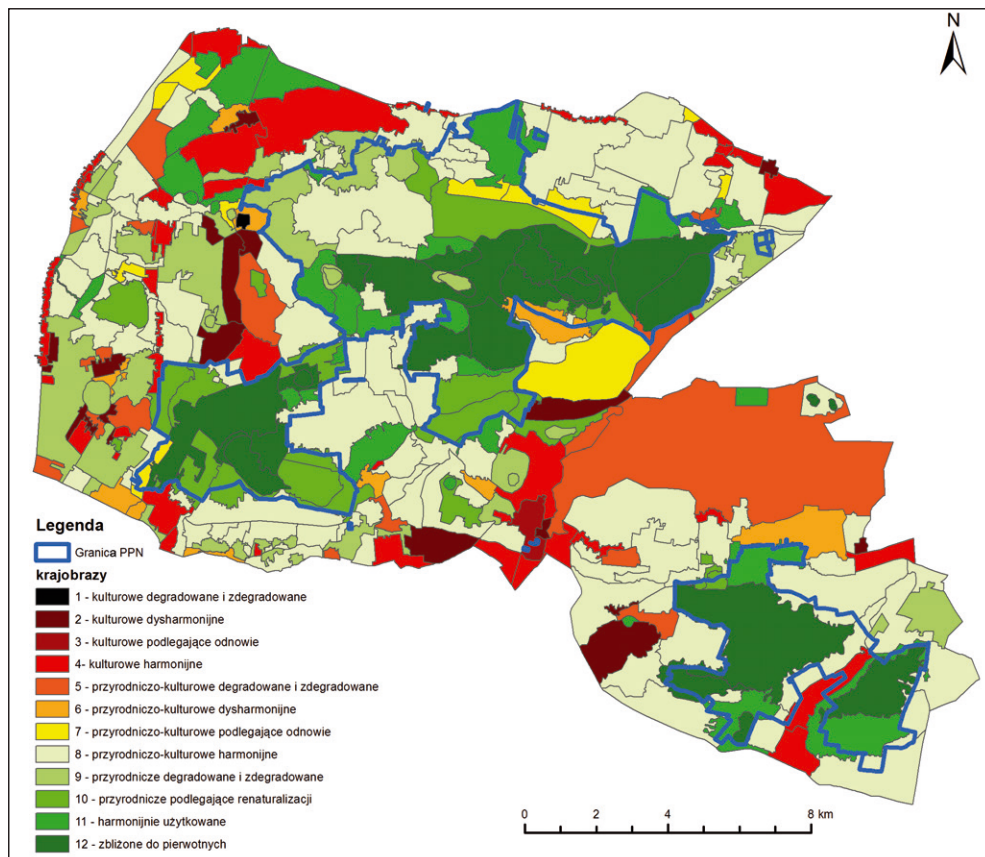 N
Legenda
Granica PPN
krajobrazy
1 - kulturowe degradowane i zdegradowane
2 - kulturowe dysharmonijne
3 - kulturowe podlegające odnowie
4- kulturowe harmonijne
5 - przyrodniczo-kulturowe degradowane i zdegradowane
6 - przyrodniczo-kulturowe dysharmonijne
7 - przyrodniczo-kulturowe podlegające odnowie
8 - przyrodniczo-kulturowe harmonijne
9 - przyrodnicze degradowane i zdegradowane
10 - przyrodnicze podlegające renaturalizacji
11 - harmonijnie użytkowane
12 - zbliżone do pierwotnych
0 2 4 6 8 km